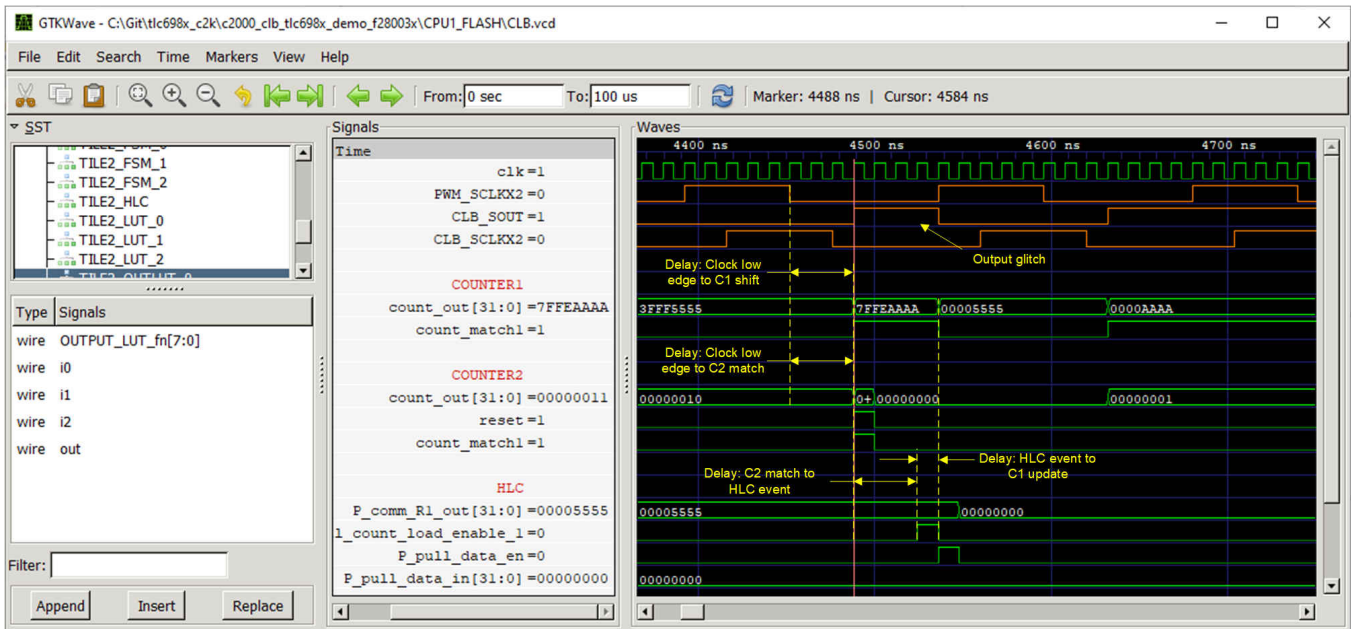 GTKWave - C:\Git\tlc698x_c2k\c2000_clb_tlc698x_demo_f28003x\CPU1_FLASH\CLB.vcd
File Edit Search Time Markers View Help
From: 0 sec To: 100 us Marker: 4488 ns | Cursor: 4584 ns
SST
TILE2_FSM_1
TILE2_FSM_2
TILE2_HLC
TILE2_LUT_0
TILE2_LUT_1
TILE2_LUT_2
TILE2_OUTLUT_0
Type Signals
wire OUTPUT_LUT_fn[7:0]
wire i0
wire i1
wire i2
wire out
Filter:
Append Insert Replace
Signals
Time
clk=1
PWM_SCLKX2=0
CLB_SOUT=1
CLB_SCLKX2=0
COUNTER1
count_out[31:0]=7FFEAAAA
count_match1=1
COUNTER2
count_out[31:0]=00000011
reset=1
count_match1=1
HLC
P_comm_R1_out[31:0]=00005555
l_count_load_enable_1=0
P_pull_data_en=0
P_pull_data_in[31:0]=00000000
Waves
4400 ns 4500 ns 4600 ns 4700 ns
Output glitch
Delay: Clock low
edge to C1 shift
3FFF5555 7FFEAAAA 00005555 0000AAAA
Delay: Clock low
edge to C2 match
00000010 0+ 00000000 00000001
Delay: HLC event to
C1 update
Delay: C2 match to
HLC event
00005555 00000000
00000000